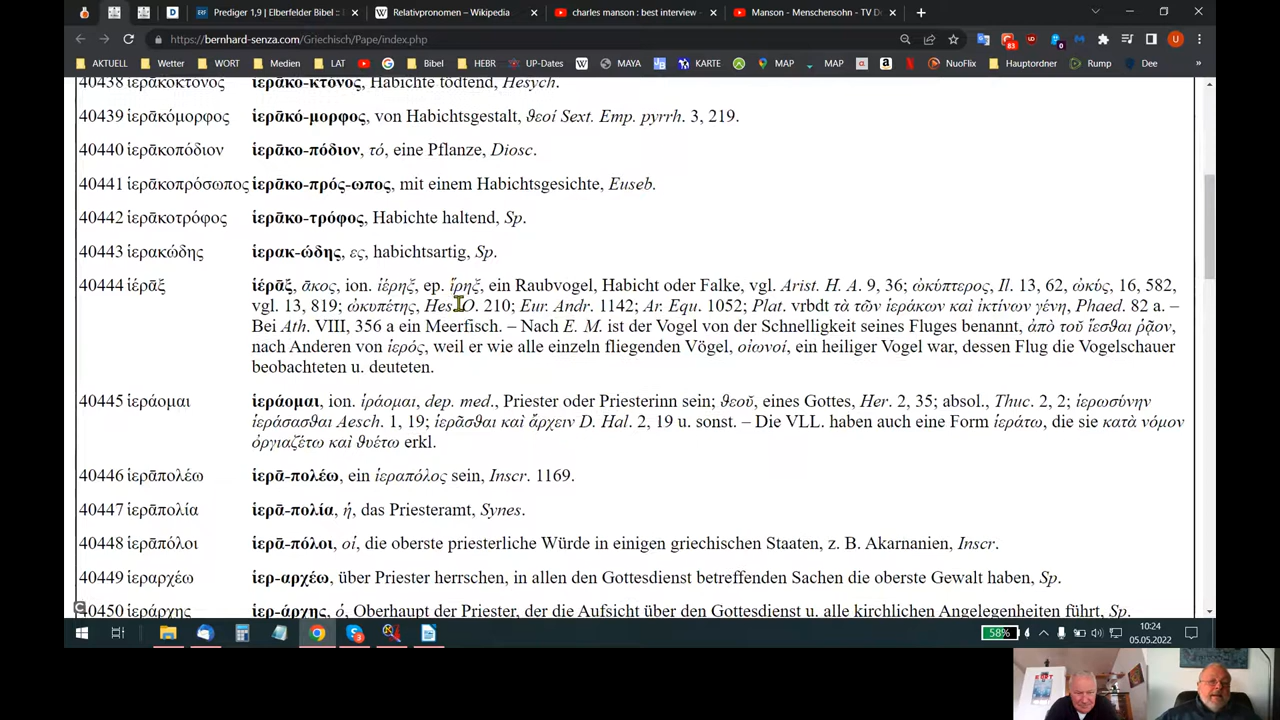 Prediger 1,9 | Elberfelder Bibel :: × Relativpronomen – Wikipedia × charles manson : best interview - × Manson - Menschensohn - TV D × +
https://bernhard-senza.com/Griechisch/Pape/index.php
AKTUELL Wetter WORT Medien LAT Bibel HEBR UP-Dates MAYA KARTE MAP MAP NuoFlix Hauptordner Rump Dee »
40438 ἱερᾱκοκτόνος ἱερᾱκο-κτόνος, Habichte tödtend, Hesych.
40439 ἱερᾱκόμορφος ἱερᾱκό-μορφος, von Habichtsgestalt, θεοί Sext. Emp. pyrrh. 3, 219.
40440 ἱερᾱκοπόδιον ἱερᾱκο-πόδιον, τό, eine Pflanze, Diosc.
40441 ἱερᾱκοπρόσωπος ἱερᾱκο-πρός-ωπος, mit einem Habichtsgesichte, Euseb.
40442 ἱερᾱκοτρόφος ἱερᾱκο-τρόφος, Habichte haltend, Sp.
40443 ἱερακώδης ἱερακ-ώδης, ες, habichtsartig, Sp.
40444 ἱέρᾱξ ἱέρᾱξ, ᾱκος, ion. ἱέρηξ, ep. ἵρηξ, ein Raubvogel, Habicht oder Falke, vgl. Arist. H. A. 9, 36; ὠκύπτερος, Il. 13, 62, ὠκύς, 16, 582,
vgl. 13, 819; ὠκυπέτης, Hes. O. 210; Eur. Andr. 1142; Ar. Equ. 1052; Plat. vrbdt τὰ τῶν ἱεράκων καὶ ἰκτίνων γένη, Phaed. 82 a. –
Bei Ath. VIII, 356 a ein Meerfisch. – Nach E. M. ist der Vogel von der Schnelligkeit seines Fluges benannt, ἀπὸ τοῦ ἵεσθαι ῥᾷον,
nach Anderen von ἱερός, weil er wie alle einzeln fliegenden Vögel, οἰωνοί, ein heiliger Vogel war, dessen Flug die Vogelschauer
beobachteten u. deuteten.
40445 ἱεράομαι ἱεράομαι, ion. ἱράομαι, dep. med., Priester oder Priesterinn sein; θεοῦ, eines Gottes, Her. 2, 35; absol., Thuc. 2, 2; ἱερωσύνην
ἱεράσασθαι Aesch. 1, 19; ἱερᾶσθαι καὶ ἄρχειν D. Hal. 2, 19 u. sonst. – Die VLL. haben auch eine Form ἱεράτω, die sie κατὰ νόμον
ὀργιαζέτω καὶ θυέτω erkl.
40446 ἱερᾱπολέω ἱερᾱ-πολέω, ein ἱεραπόλος sein, Inscr. 1169.
40447 ἱερᾱπολία ἱερᾱ-πολία, ἡ, das Priesteramt, Synes.
40448 ἱερᾱπόλοι ἱερᾱ-πόλοι, οἱ, die oberste priesterliche Würde in einigen griechischen Staaten, z. B. Akarnanien, Inscr.
40449 ἱεραρχέω ἱερ-αρχέω, über Priester herrschen, in allen den Gottesdienst betreffenden Sachen die oberste Gewalt haben, Sp.
40450 ἱεράρχης ἱερ-άρχης, ὁ, Oberhaupt der Priester, der die Aufsicht über den Gottesdienst u. alle kirchlichen Angelegenheiten führt, Sp.
58% 10:24
05.05.2022